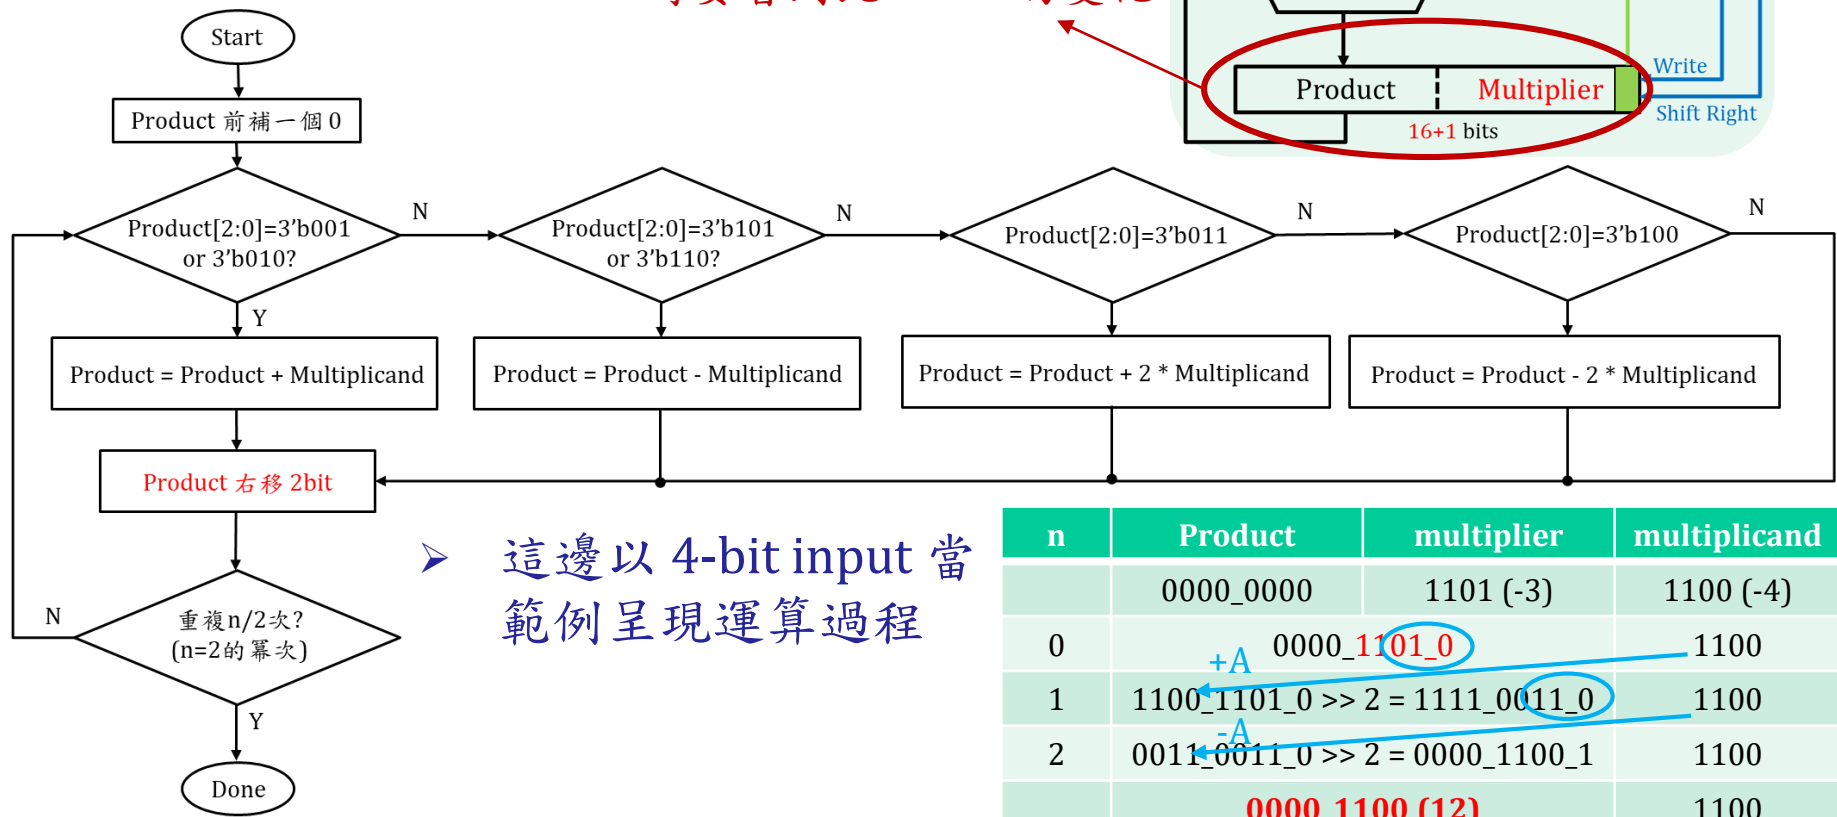 Start
Product 前補一個 0
Product[2:0]=3'b001
or 3'b010?
N
Product[2:0]=3'b101
or 3'b110?
N
Product[2:0]=3'b011
N
Product[2:0]=3'b100
N
Y
Product = Product + Multiplicand
Product = Product - Multiplicand
Product = Product + 2 * Multiplicand
Product = Product - 2 * Multiplicand
Product 右移 2bit
重複n/2次?
(n=2的冪次)
N
Y
Done
Product
Multiplier
16+1 bits
Write
Shift Right
➢ 這邊以 4-bit input 當
範例呈現運算過程
n Product multiplier multiplicand
0000_0000 1101 (-3) 1100 (-4)
0 0000_1101_0 1100
+A
1 1100_1101_0 >> 2 = 1111_0011_0 1100
-A
2 0011_0011_0 >> 2 = 0000_1100_1 1100
0000_1100 (12) 1100